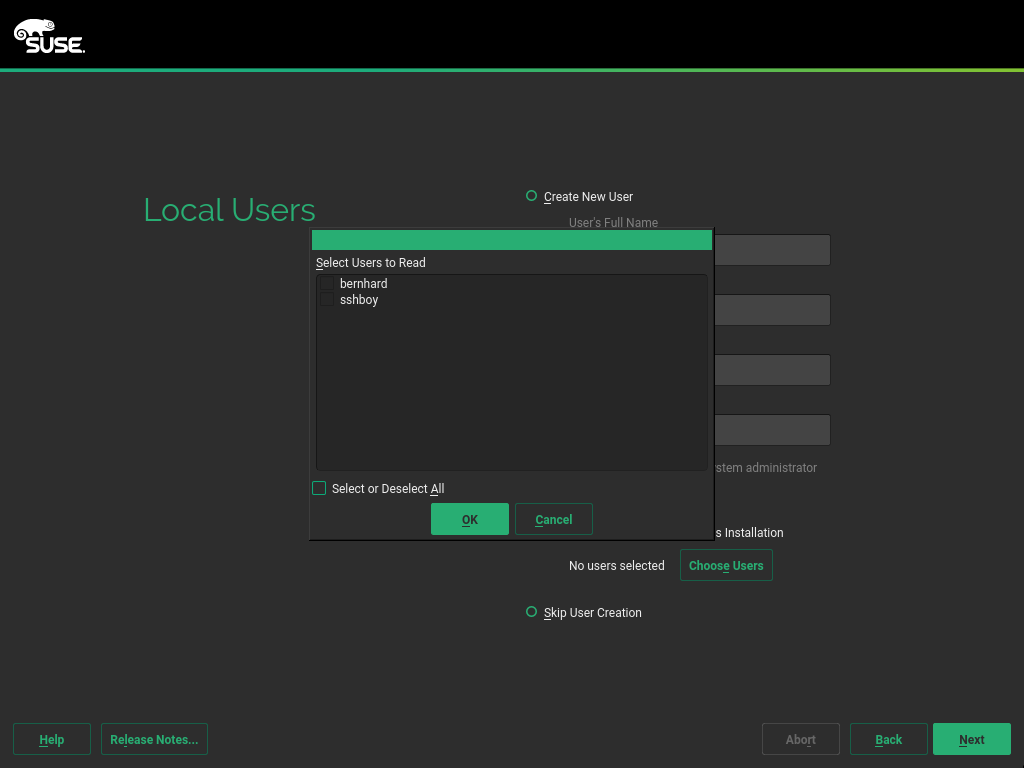 SUSE.
Local Users
Create New User
User's Full Name
Select Users to Read
bernhard
sshboy
Select or Deselect All
OK
Cancel
stem administrator
s Installation
No users selected
Choose Users
Skip User Creation
Help
Release Notes...
Abort
Back
Next